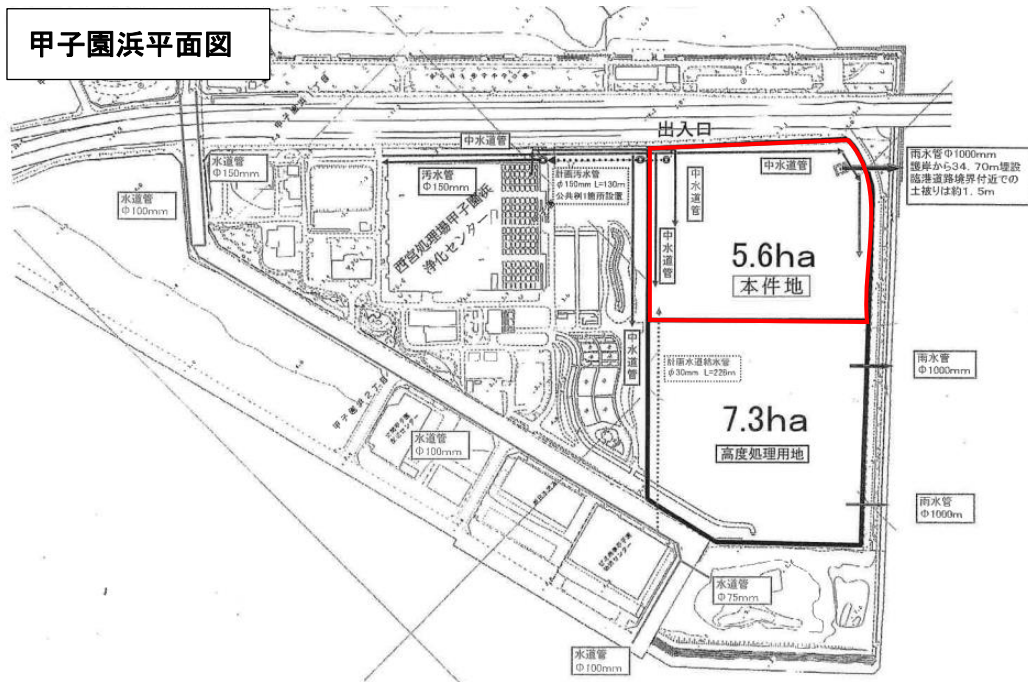 甲子園浜平面図
出入口
中水道管
中水道管
雨水管Φ1000mm
護岸から34.70m埋設
臨港道路境界付近での
土被りは約1.5m
水道管
Φ150mm
水道管
Φ100mm
汚水管
Φ150mm
計画汚水管
φ150mm L=130m
公共桝1箇所設置
西宮処理場甲子園浜
浄化センター
中水道管
中水道管
5.6ha
本件地
中水道管
φ30mm L=228m
雨水管
Φ1000mm
7.3ha
高度処理用地
甲子園浜2丁目
水道管
Φ100mm
雨水管
Φ1000m
水道管
Φ75mm
水道管
Φ100mm